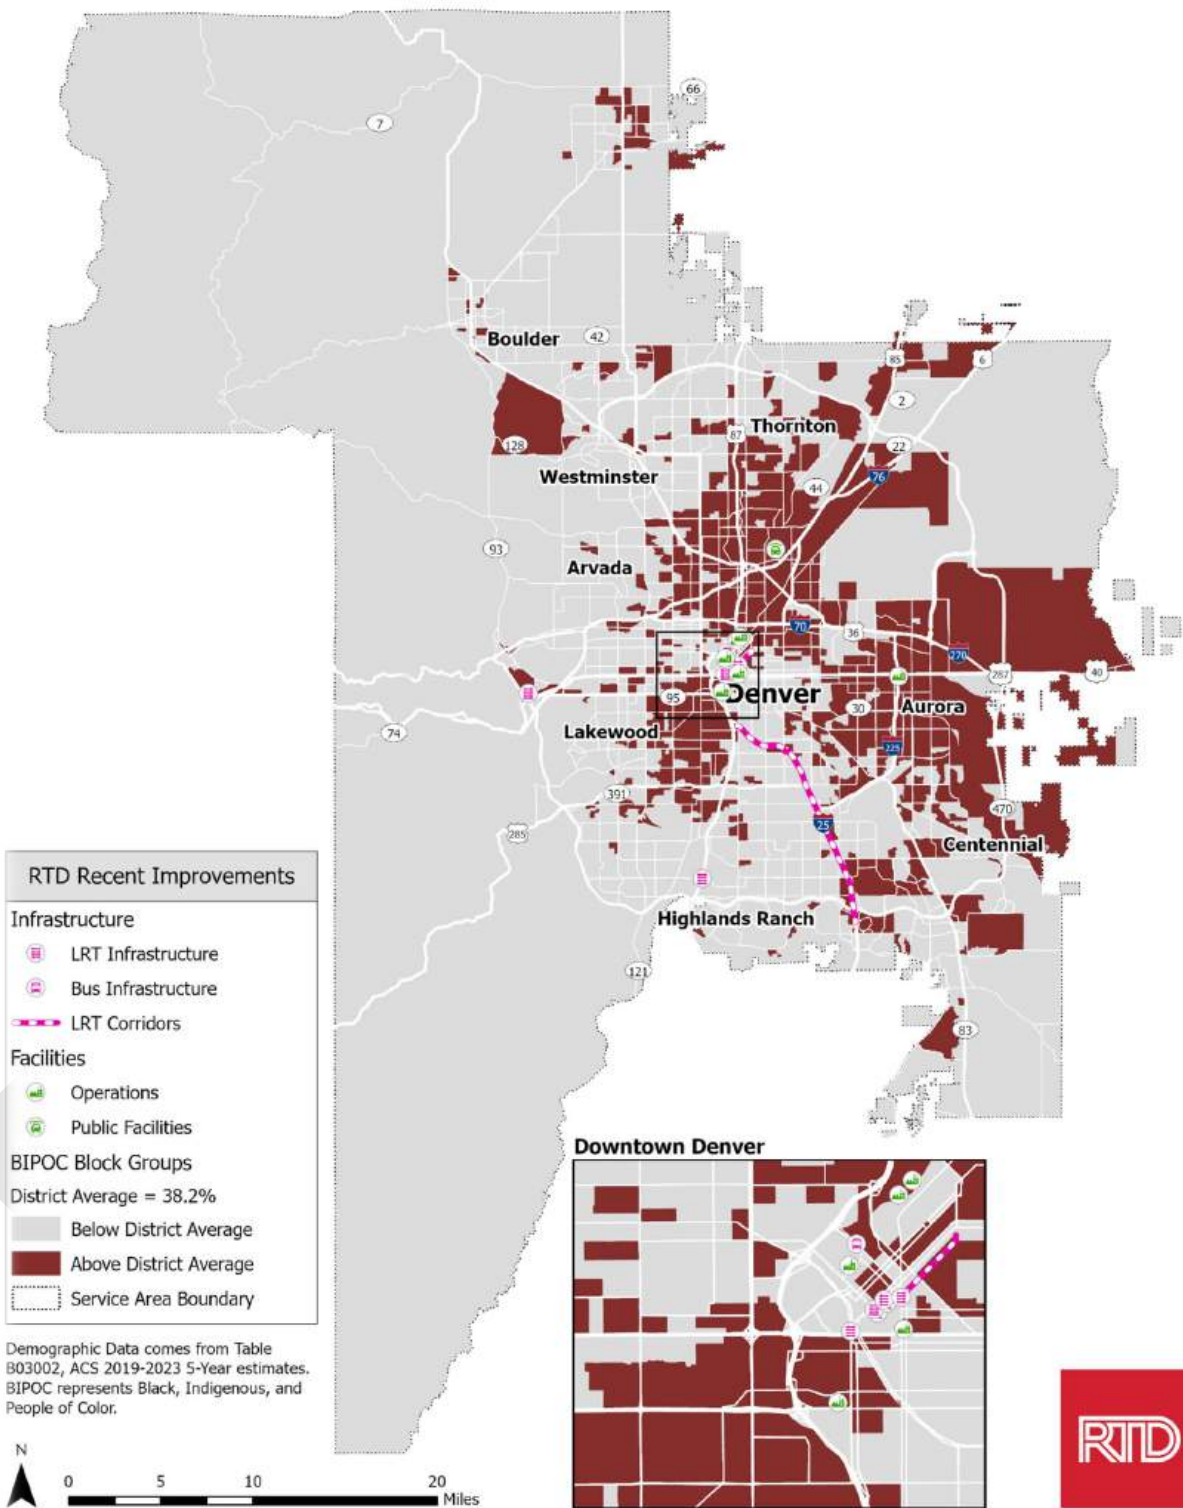 66
7
Boulder
42
85
6
2
87
Thornton
128
22
Westminster
76
44
93
Arvada
70
36
270
287
40
95
Denver
30
Aurora
74
Lakewood
225
391
470
285
25
Centennial
RTD Recent Improvements
Highlands Ranch
Infrastructure
LRT Infrastructure
121
Bus Infrastructure
LRT Corridors
83
Facilities
Operations
Public Facilities
BIPOC Block Groups
District Average = 38.2%
Below District Average
Above District Average
Service Area Boundary
Demographic Data comes from Table
B03002, ACS 2019-2023 5-Year estimates.
BIPOC represents Black, Indigenous, and
People of Color.
N
0 5 10 20
Miles
Downtown Denver
RTD